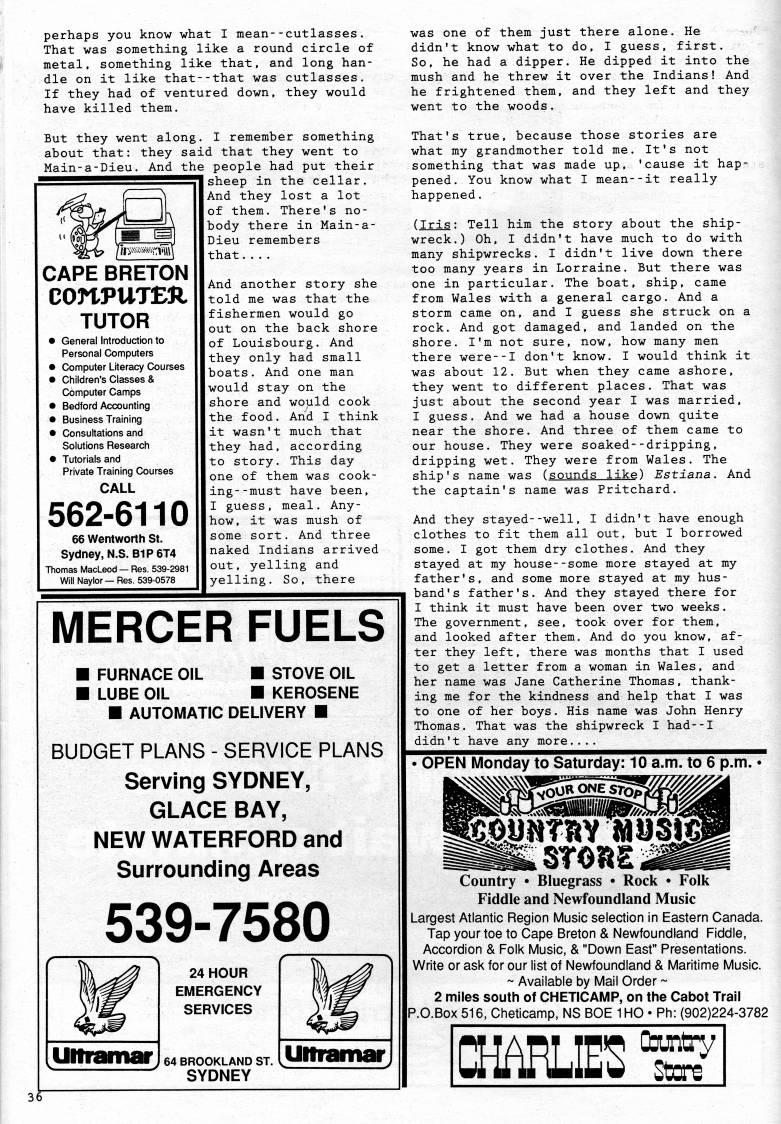 perhaps you know what I mean--cutlasses.
That was something like a round circle of
metal, something like that, and long han-
dle on it like that--that was cutlasses.
If they had of ventured down, they would
have killed them.

But they went along. I remember something
about that: they said that they went to
Main-a-Dieu. And the people had put their
sheep in the cellar.
And they lost a lot
of them. There's no-
body there in Main-a-
Dieu remembers
that....

And another story she
told me was that the
fishermen would go
out on the back shore
of Louisbourg. And
they only had small
boats. And one man
would stay on the
shore and would cook
the food. And I think
it wasn't much that
they had, according
to story. This day
one of them was cook-
ing--must have been,
I guess, meal. Any-
how, it was mush of
some sort. And three
naked Indians arrived
out, yelling and
yelling. So, there
was one of them just there alone. He
didn't know what to do, I guess, first.
So, he had a dipper. He dipped it into the
mush and he threw it over the Indians! And
he frightened them, and they left and they
went to the woods.

That's true, because those stories are
what my grandmother told me. It's not
something that was made up, 'cause it hap-
pened. You know what I mean--it really
happened.

(Iris: Tell him the story about the ship-
wreck.) Oh, I didn't have much to do with
many shipwrecks. I didn't live down there
too many years in Lorraine. But there was
one in particular. The boat, ship, came
from Wales with a general cargo. And a
storm came on, and I guess she struck on a
rock. And got damaged, and landed on the
shore. I'm not sure, now, how many men
there were--I don't know. I would think it
was about 12. But when they came ashore,
they went to different places. That was
just about the second year I was married,
I guess. And we had a house down quite
near the shore. And three of them came to
our house. They were soaked--dripping,
dripping wet. They were from Wales. The
ship's name was (sounds like) Estiana. And
the captain's name was Pritchard.

And they stayed--well, I didn't have enough
clothes to fit them all out, but I borrowed
some. I got them dry clothes. And they
stayed at my house--some more stayed at my
father's, and some more stayed at my hus-
band's father's. And they stayed there for
I think it must have been over two weeks.
The government, see, took over for them,
and looked after them. And do you know, af-
ter they left, there was months that I used
to get a letter from a woman in Wales, and
her name was Jane Catherine Thomas, thank-
ing me for the kindness and help that I was
to one of her boys. His name was John Henry
Thomas. That was the shipwreck I had--I
didn't have any more....

CAPE BRETON
COMPUTER
TUTOR
● General Introduction to
Personal Computers
● Computer Literacy Courses
● Children's Classes &
Computer Camps
● Bedford Accounting
● Business Training
● Consultations and
Solutions Research
● Tutorials and
Private Training Courses
CALL
562-6110
66 Wentworth St.
Sydney, N.S. B1P 6T4
Thomas MacLeod — Res. 539-2981
Will Naylor — Res. 539-0578

MERCER FUELS
■ FURNACE OIL ■ STOVE OIL
■ LUBE OIL ■ KEROSENE
■ AUTOMATIC DELIVERY ■
BUDGET PLANS - SERVICE PLANS
Serving SYDNEY,
GLACE BAY,
NEW WATERFORD and
Surrounding Areas
539-7580
24 HOUR
EMERGENCY
SERVICES
Ultramar
Ultramar
64 BROOKLAND ST.
SYDNEY

• OPEN Monday to Saturday: 10 a.m. to 6 p.m. •
YOUR ONE STOP
COUNTRY MUSIC
STORE
Country • Bluegrass • Rock • Folk
Fiddle and Newfoundland Music
Largest Atlantic Region Music selection in Eastern Canada.
Tap your toe to Cape Breton & Newfoundland Fiddle,
Accordion & Folk Music, & "Down East" Presentations.
Write or ask for our list of Newfoundland & Maritime Music.
~ Available by Mail Order ~
2 miles south of CHETICAMP, on the Cabot Trail
P.O.Box 516, Cheticamp, NS BOE 1HO • Ph: (902)224-3782
CHARLIE'S Country
Store
36